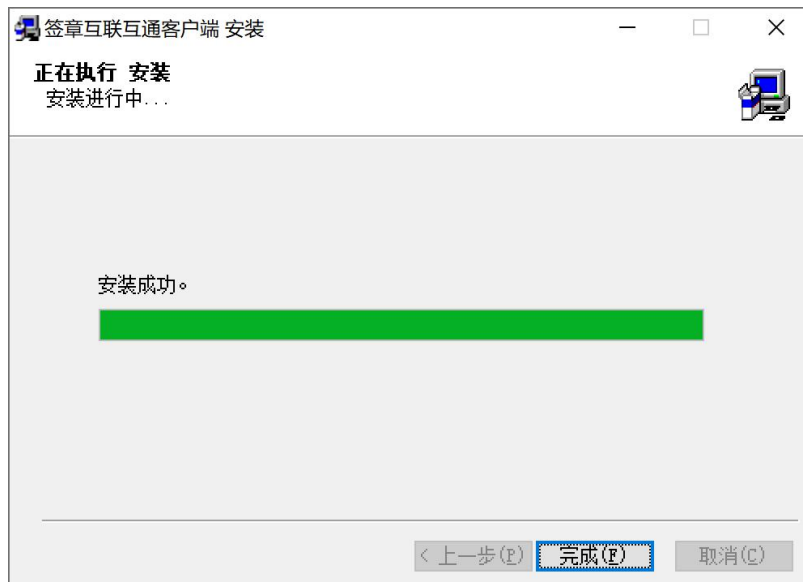 签章互联互通客户端 安装
正在执行 安装
安装进行中...
安装成功。
< 上一步(P) 完成(F) 取消(C)